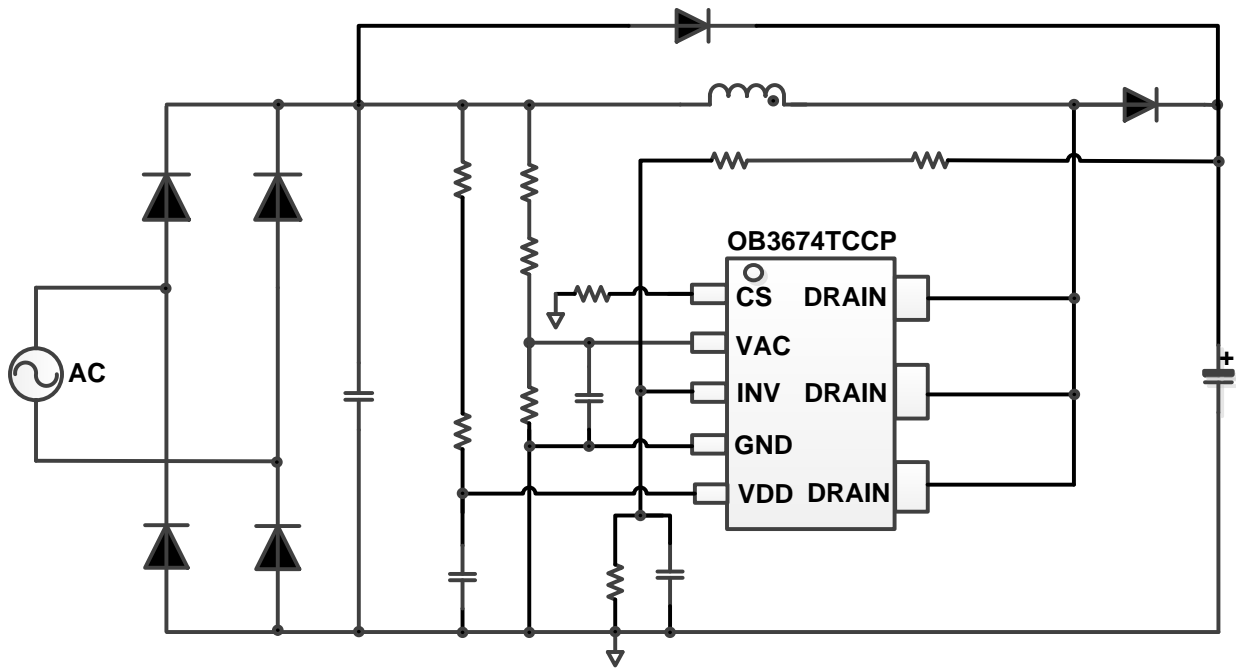 OB3674TCCP
CS DRAIN
VAC
INV DRAIN
GND
VDD DRAIN
AC
+